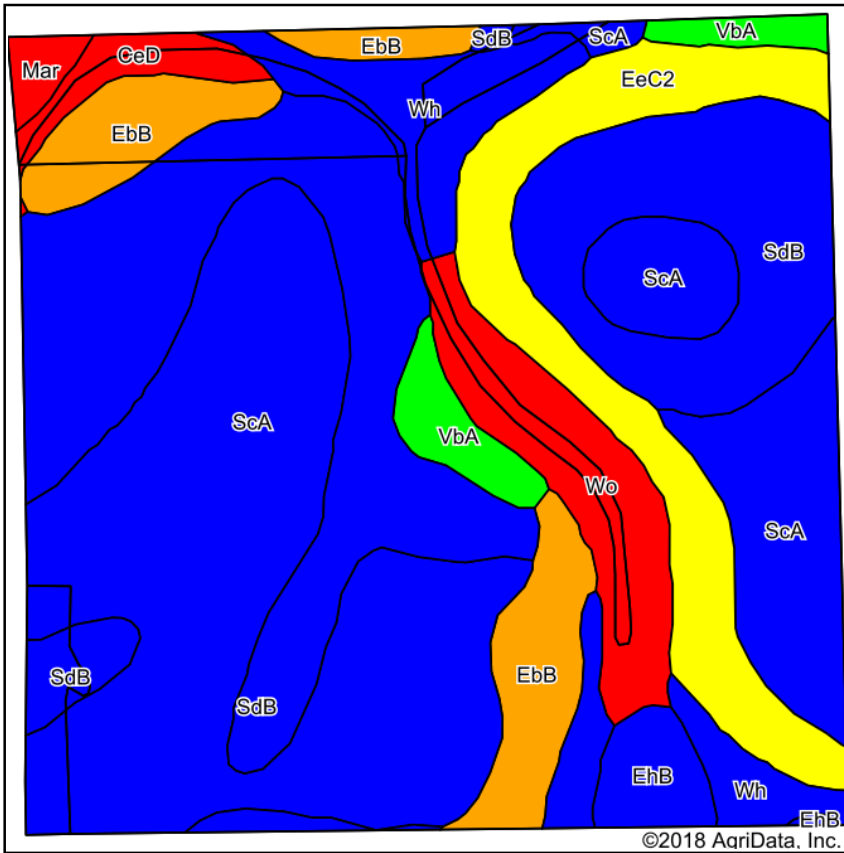 VbA
EbB
SdB
ScA
Mar
CeD
EeC2
Wh
EbB
SdB
ScA
ScA
VbA
Wo
ScA
SdB
EbB
SdB
EhB
Wh
EhB
©2018 AgriData, Inc.